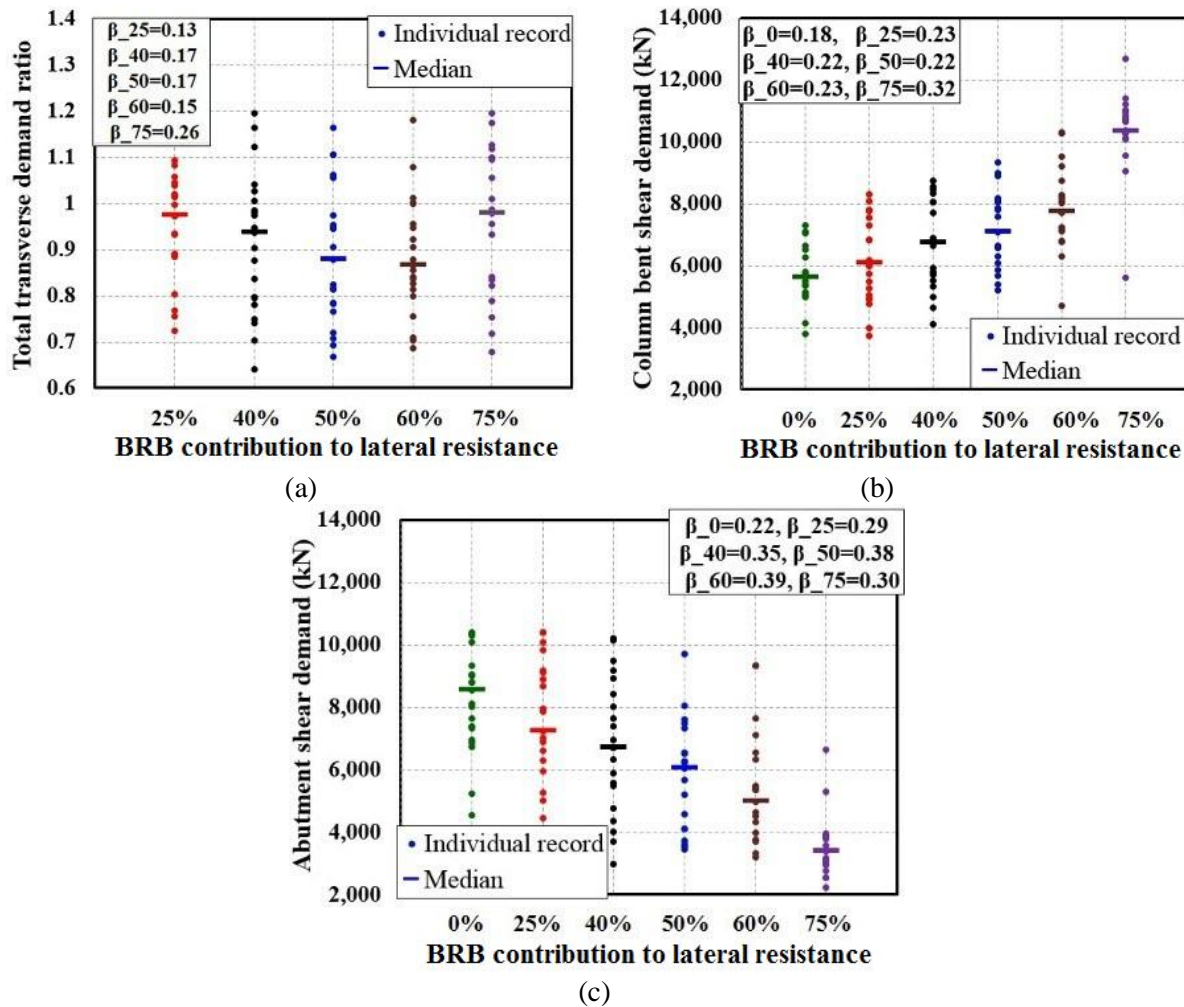 β_25=0.13
β_40=0.17
β_50=0.17
β_60=0.15
β_75=0.26
Individual record
Median
Total transverse demand ratio
1.4
1.3
1.2
1.1
1
0.9
0.8
0.7
0.6
25% 40% 50% 60% 75%
BRB contribution to lateral resistance
(a)
β_0=0.18, β_25=0.23
β_40=0.22, β_50=0.22
β_60=0.23, β_75=0.32
Column bent shear demand (kN)
14,000
12,000
10,000
8,000
6,000
4,000
2,000
Individual record
Median
0% 25% 40% 50% 60% 75%
BRB contribution to lateral resistance
(b)
β_0=0.22, β_25=0.29
β_40=0.35, β_50=0.38
β_60=0.39, β_75=0.30
Abutment shear demand (kN)
14,000
12,000
10,000
8,000
6,000
4,000
2,000
Individual record
Median
0% 25% 40% 50% 60% 75%
BRB contribution to lateral resistance
(c)